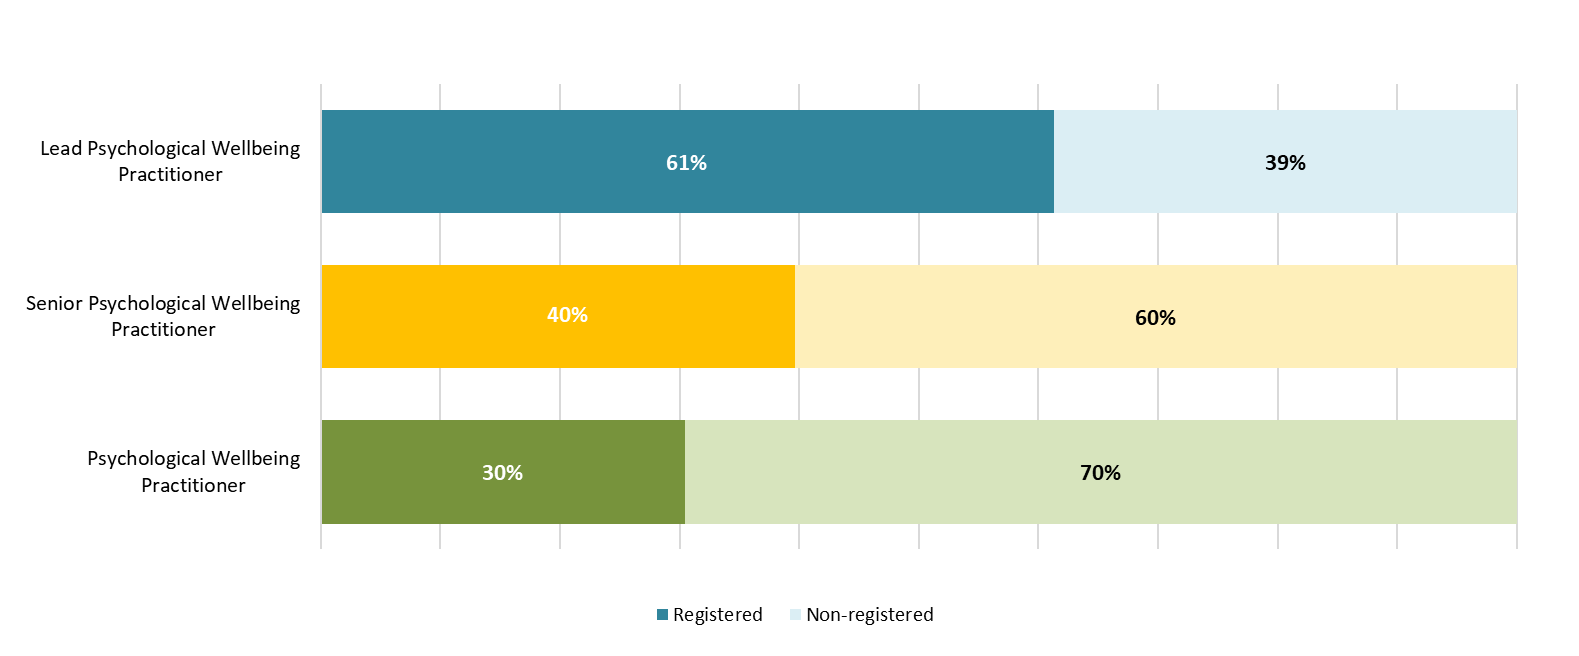 Lead Psychological Wellbeing
Practitioner
61%
39%
Senior Psychological Wellbeing
Practitioner
40%
60%
Psychological Wellbeing
Practitioner
30%
70%
Registered
Non-registered